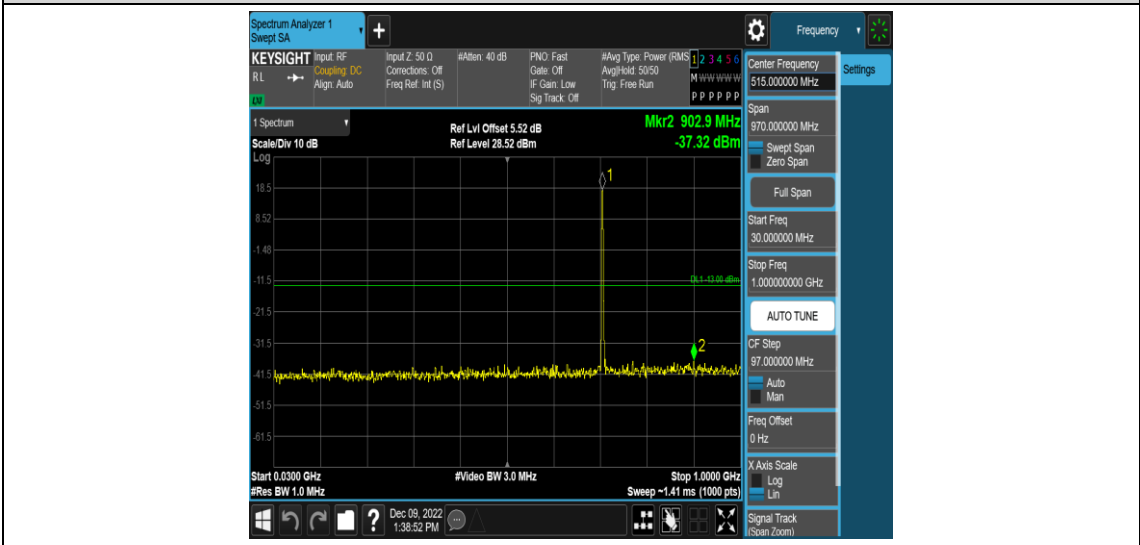 Spectrum Analyzer 1
Swept SA
+
Frequency
KEYSIGHT
RL
LXI
Input: RF
Coupling: DC
Align: Auto
Input Z: 50 Ω
Corrections: Off
Freq Ref: Int (S)
#Atten: 40 dB
PNO: Fast
Gate: Off
IF Gain: Low
Sig Track: Off
#Avg Type: Power (RMS
Avg|Hold: 50/50
Trig: Free Run
1 2 3 4 5 6
M W W W W W
P P P P P P
Center Frequency
515.000000 MHz
Settings
Span
970.000000 MHz
Swept Span
Zero Span
Full Span
Start Freq
30.000000 MHz
Stop Freq
1.000000000 GHz
AUTO TUNE
CF Step
97.000000 MHz
Auto
Man
Freq Offset
0 Hz
X Axis Scale
Log
Lin
Signal Track
(Span Zoom)
1 Spectrum
Scale/Div 10 dB
Log
Ref Lvl Offset 5.52 dB
Ref Level 28.52 dBm
Mkr2 902.9 MHz
-37.32 dBm
1
18.5
8.52
-1.48
-11.5
DL1 -13.00 dBm
-21.5
-31.5
2
-41.5
-51.5
-61.5
Start 0.0300 GHz
#Res BW 1.0 MHz
#Video BW 3.0 MHz
Stop 1.0000 GHz
Sweep ~1.41 ms (1000 pts)
?
Dec 09, 2022
1:38:52 PM